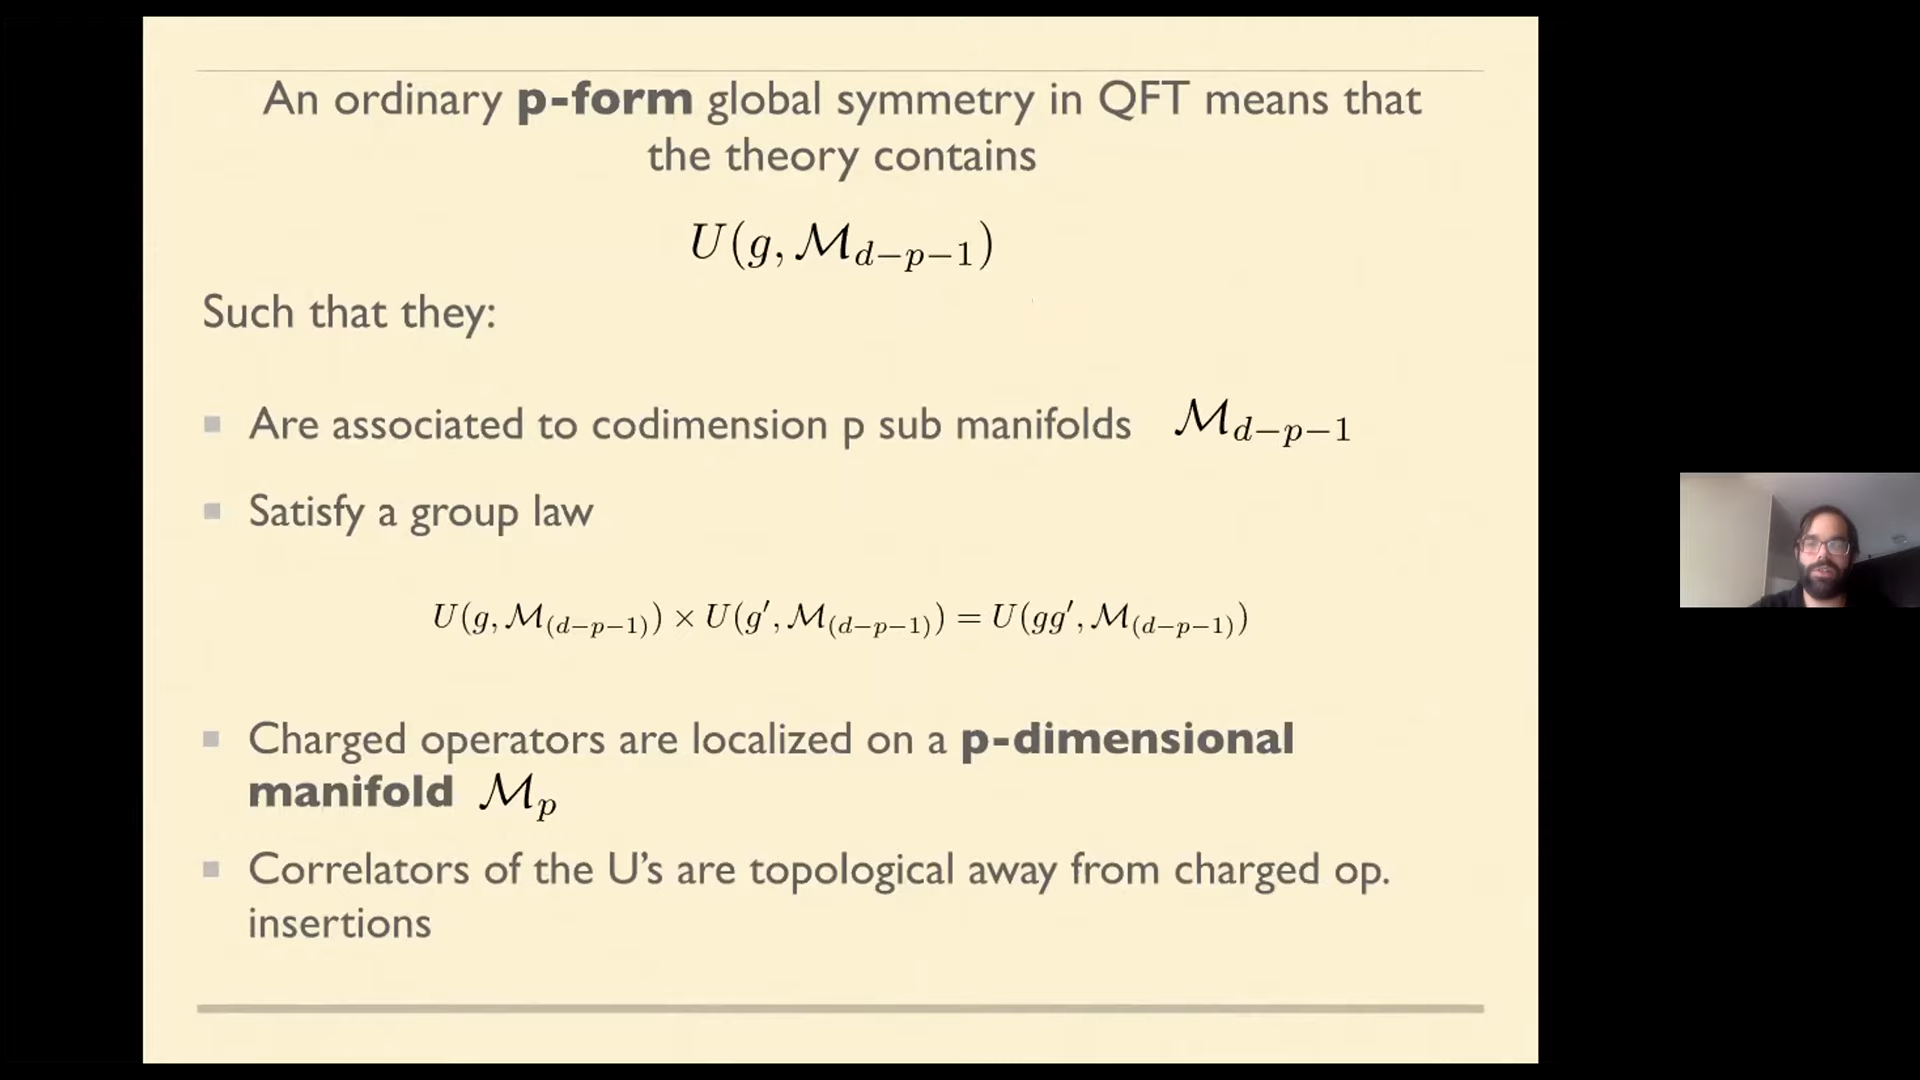 An ordinary p-form global symmetry in QFT means that
the theory contains
U(g, ℳ_{d−p−1})
Such that they:
Are associated to codimension p sub manifolds ℳ_{d−p−1}
Satisfy a group law
U(g, ℳ_{(d−p−1)}) × U(g′, ℳ_{(d−p−1)}) = U(gg′, ℳ_{(d−p−1)})
Charged operators are localized on a p-dimensional
manifold ℳ_p
Correlators of the U’s are topological away from charged op.
insertions